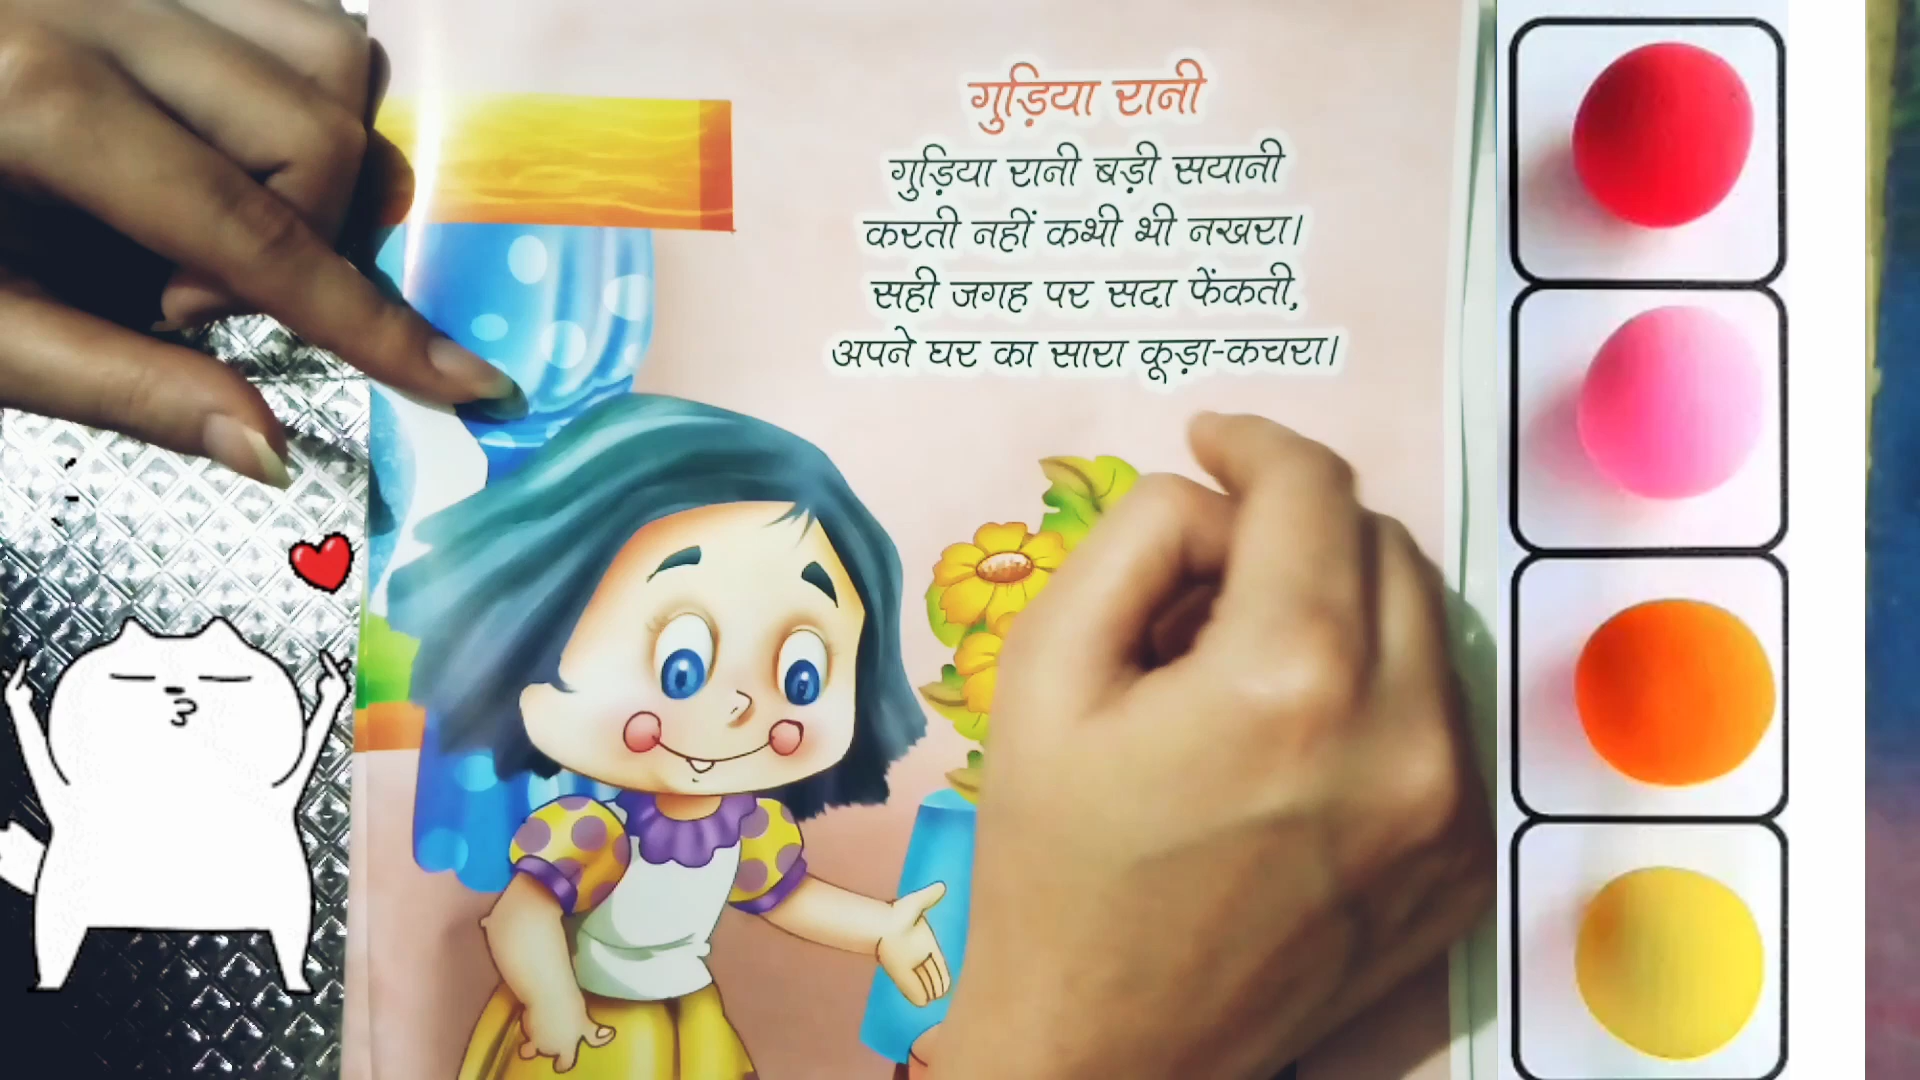 गुड़िया रानी
गुड़िया रानी बड़ी सयानी
करती नहीं कभी भी नखरा।
सही जगह पर सदा फेंकती,
अपने घर का सारा कूड़ा-कचरा।